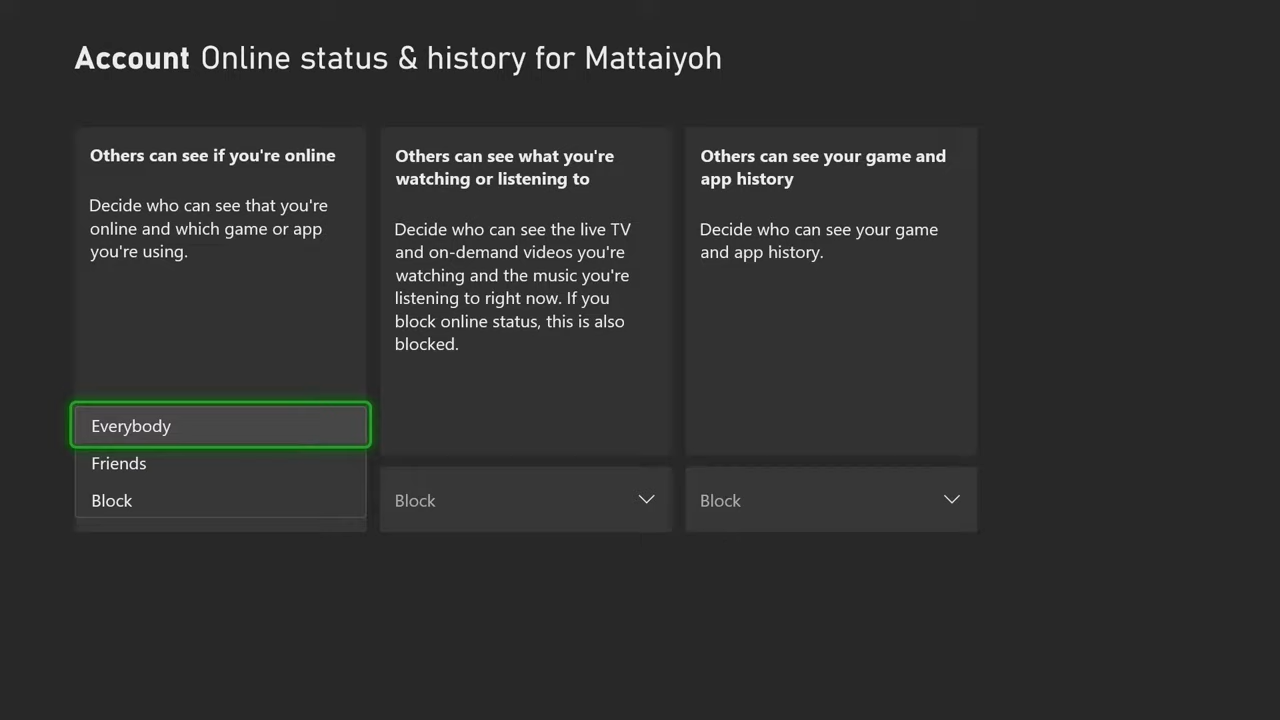 Account Online status & history for Mattaiyoh
Others can see if you're online
Decide who can see that you're
online and which game or app
you're using.
Everybody
Friends
Block
Others can see what you're
watching or listening to
Decide who can see the live TV
and on-demand videos you're
watching and the music you're
listening to right now. If you
block online status, this is also
blocked.
Block
Others can see your game and
app history
Decide who can see your game
and app history.
Block